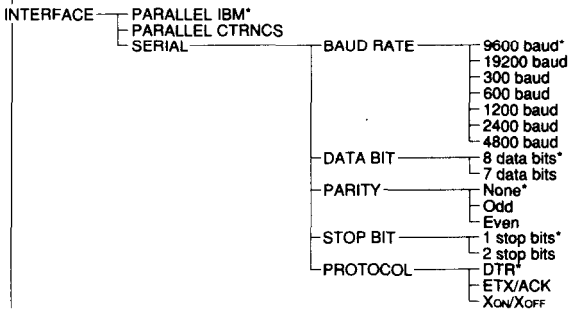 INTERFACE PARALLEL IBM*
PARALLEL CTRNCS
SERIAL BAUD RATE 9600 baud*
19200 baud
300 baud
600 baud
1200 baud
2400 baud
4800 baud
DATA BIT 8 data bits*
7 data bits
PARITY None*
Odd
Even
STOP BIT 1 stop bits*
2 stop bits
PROTOCOL DTR*
ETX/ACK
XON/XOFF